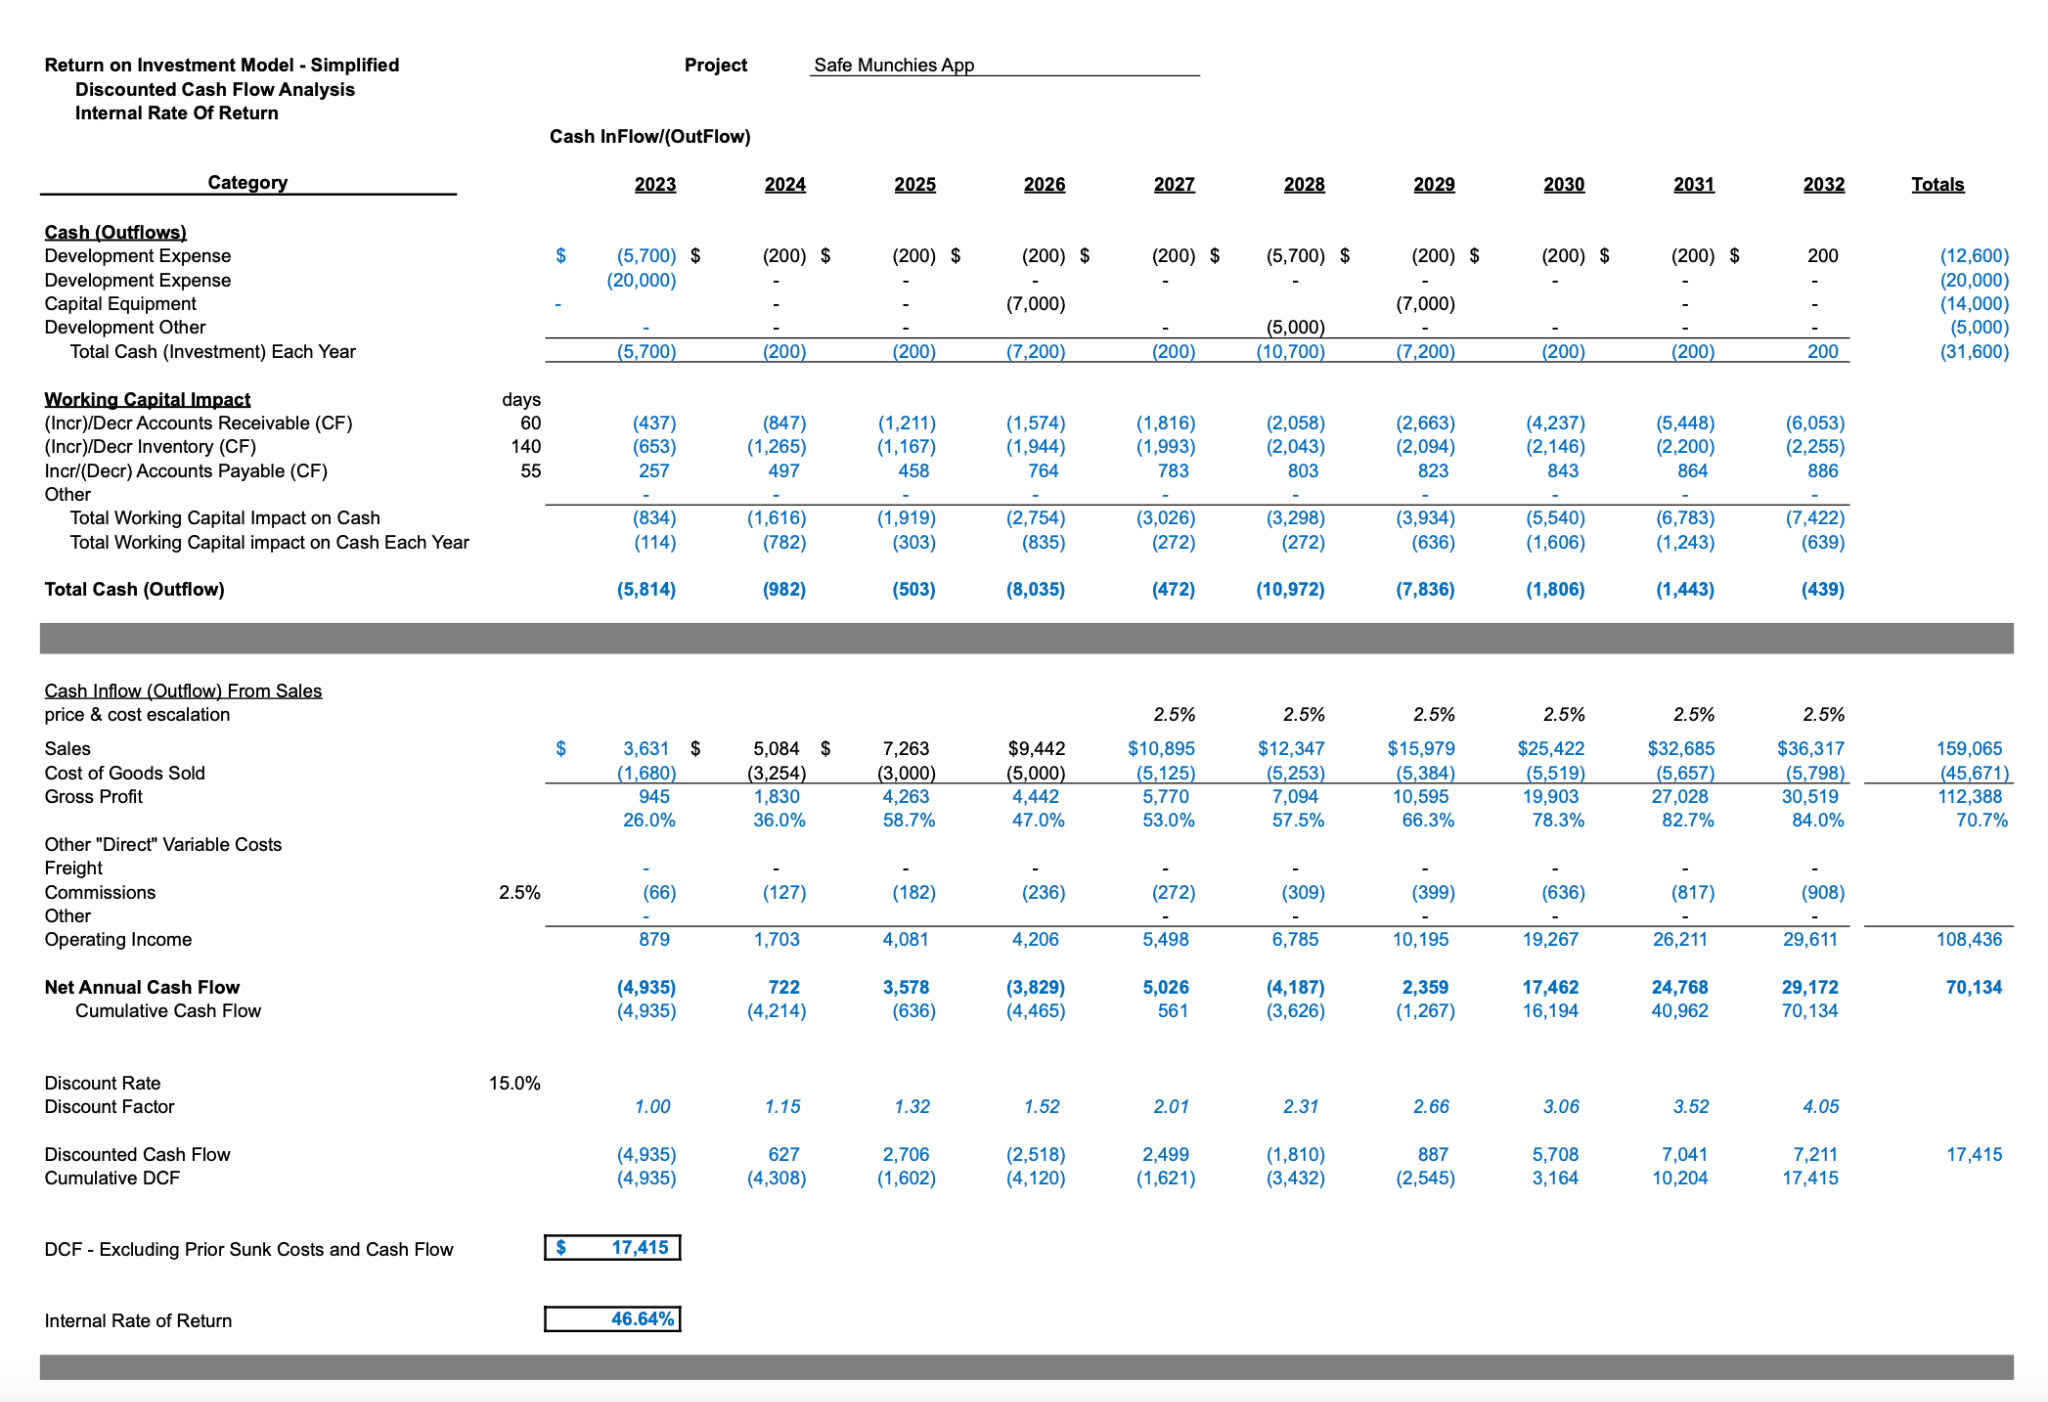 Return on Investment Model - Simplified Project Safe Munchies App
Discounted Cash Flow Analysis
Internal Rate Of Return
Cash InFlow/(OutFlow)
Category 2023 2024 2025 2026 2027 2028 2029 2030 2031 2032 Totals
Cash (Outflows)
Development Expense $ (5,700) $ (200) $ (200) $ (200) $ (200) $ (5,700) $ (200) $ (200) $ (200) $ 200 (12,600)
Development Expense (20,000) - - - - - - - - - (20,000)
Capital Equipment - - - (7,000) (7,000) - - (14,000)
Development Other - - - - (5,000) - - - - (5,000)
Total Cash (Investment) Each Year (5,700) (200) (200) (7,200) (200) (10,700) (7,200) (200) (200) 200 (31,600)
Working Capital Impact days
(Incr)/Decr Accounts Receivable (CF) 60 (437) (847) (1,211) (1,574) (1,816) (2,058) (2,663) (4,237) (5,448) (6,053)
(Incr)/Decr Inventory (CF) 140 (653) (1,265) (1,167) (1,944) (1,993) (2,043) (2,094) (2,146) (2,200) (2,255)
Incr/(Decr) Accounts Payable (CF) 55 257 497 458 764 783 803 823 843 864 886
Other - - - - - - - - - -
Total Working Capital Impact on Cash (834) (1,616) (1,919) (2,754) (3,026) (3,298) (3,934) (5,540) (6,783) (7,422)
Total Working Capital impact on Cash Each Year (114) (782) (303) (835) (272) (272) (636) (1,606) (1,243) (639)
Total Cash (Outflow) (5,814) (982) (503) (8,035) (472) (10,972) (7,836) (1,806) (1,443) (439)
Cash Inflow (Outflow) From Sales
price & cost escalation 2.5% 2.5% 2.5% 2.5% 2.5% 2.5%
Sales $ 3,631 $ 5,084 $ 7,263 $9,442 $10,895 $12,347 $15,979 $25,422 $32,685 $36,317 159,065
Cost of Goods Sold (1,680) (3,254) (3,000) (5,000) (5,125) (5,253) (5,384) (5,519) (5,657) (5,798) (45,671)
Gross Profit 945 1,830 4,263 4,442 5,770 7,094 10,595 19,903 27,028 30,519 112,388
26.0% 36.0% 58.7% 47.0% 53.0% 57.5% 66.3% 78.3% 82.7% 84.0% 70.7%
Other "Direct" Variable Costs
Freight - - - - - - - - - -
Commissions 2.5% (66) (127) (182) (236) (272) (309) (399) (636) (817) (908)
Other - - - - - - -
Operating Income 879 1,703 4,081 4,206 5,498 6,785 10,195 19,267 26,211 29,611 108,436
Net Annual Cash Flow (4,935) 722 3,578 (3,829) 5,026 (4,187) 2,359 17,462 24,768 29,172 70,134
Cumulative Cash Flow (4,935) (4,214) (636) (4,465) 561 (3,626) (1,267) 16,194 40,962 70,134
Discount Rate 15.0%
Discount Factor 1.00 1.15 1.32 1.52 2.01 2.31 2.66 3.06 3.52 4.05
Discounted Cash Flow (4,935) 627 2,706 (2,518) 2,499 (1,810) 887 5,708 7,041 7,211 17,415
Cumulative DCF (4,935) (4,308) (1,602) (4,120) (1,621) (3,432) (2,545) 3,164 10,204 17,415
DCF - Excluding Prior Sunk Costs and Cash Flow $ 17,415
Internal Rate of Return 46.64%